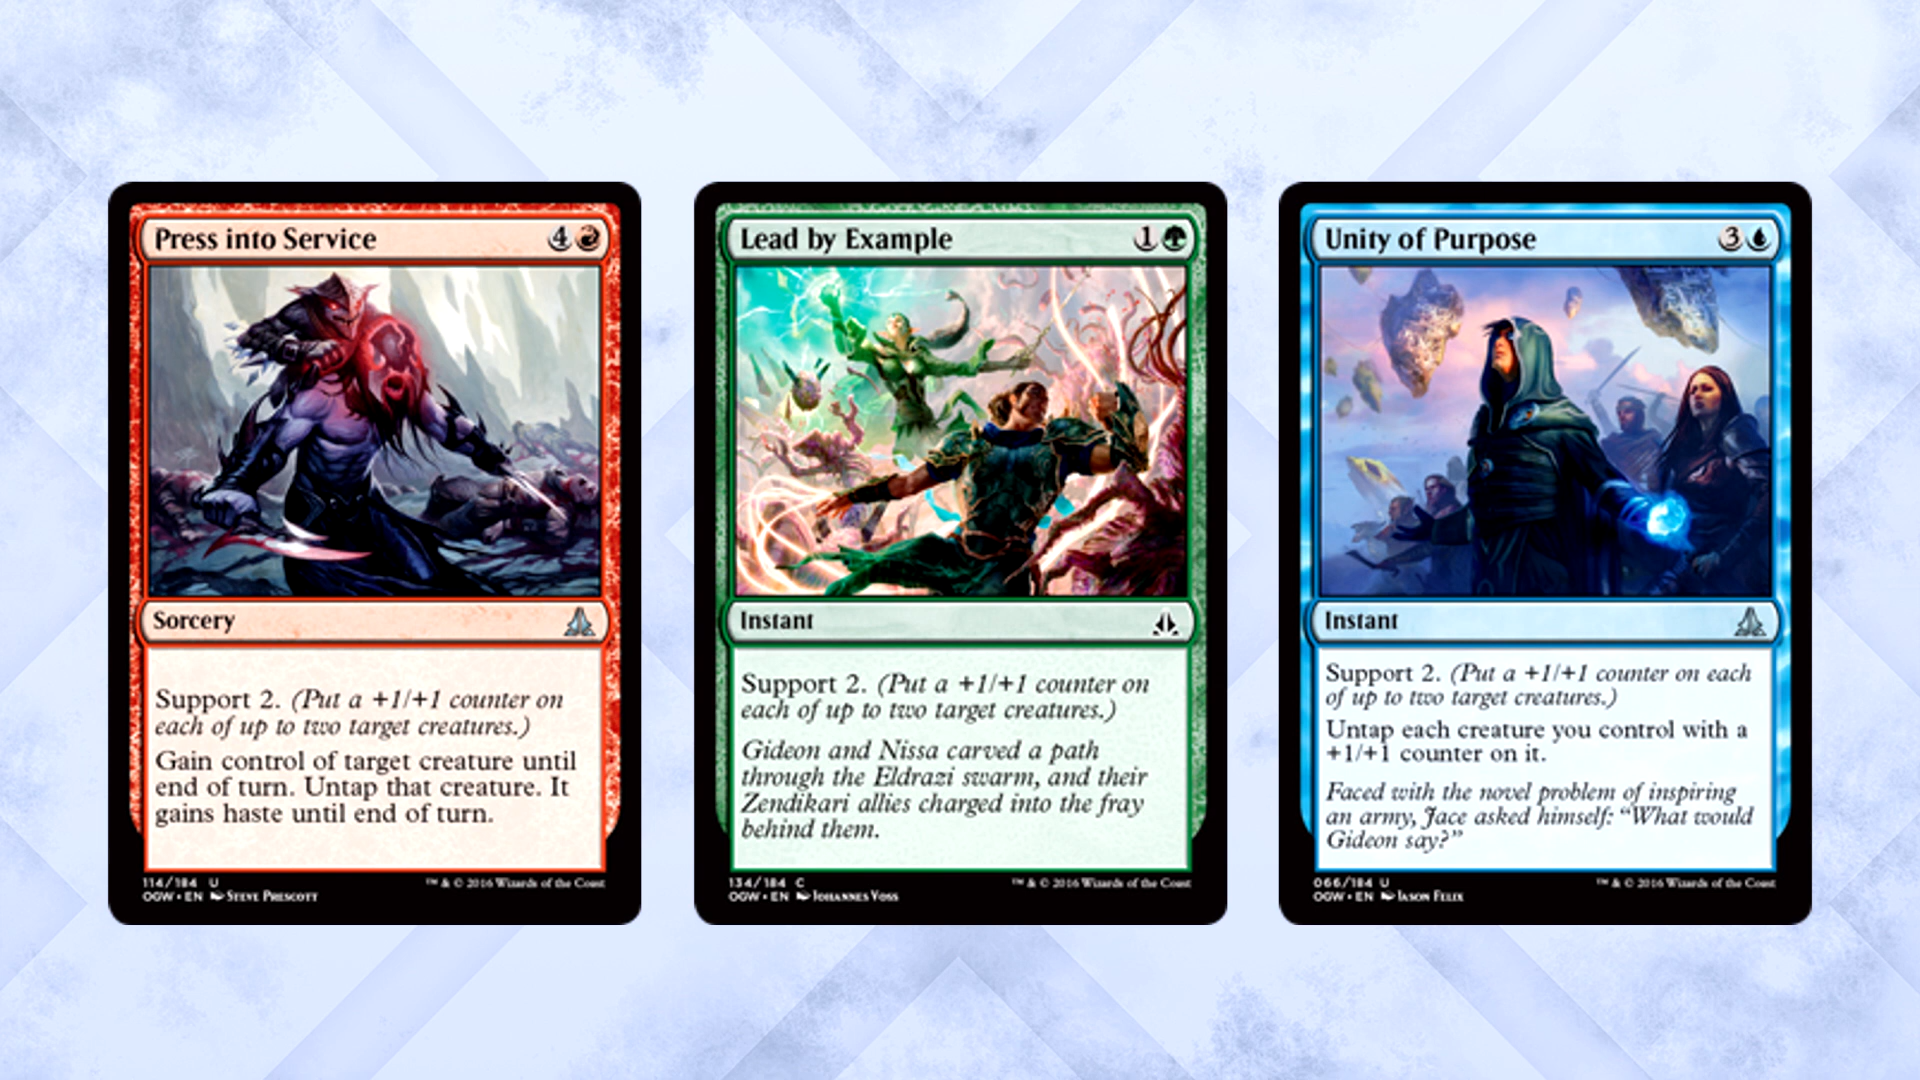 Press into Service 4
Sorcery
Support 2. (Put a +1/+1 counter on
each of up to two target creatures.)
Gain control of target creature until
end of turn. Untap that creature. It
gains haste until end of turn.
114/184 U
OGW • EN Steve Prescott
™ & © 2016 Wizards of the Coast
Lead by Example 1
Instant
Support 2. (Put a +1/+1 counter on
each of up to two target creatures.)
Gideon and Nissa carved a path
through the Eldrazi swarm, and their
Zendikari allies charged into the fray
behind them.
134/184 C
OGW • EN Johannes Voss
™ & © 2016 Wizards of the Coast
Unity of Purpose 3
Instant
Support 2. (Put a +1/+1 counter on each
of up to two target creatures.)
Untap each creature you control with a
+1/+1 counter on it.
Faced with the novel problem of inspiring
an army, Jace asked himself: “What would
Gideon say?”
066/184 U
OGW • EN Jason Felix
™ & © 2016 Wizards of the Coast